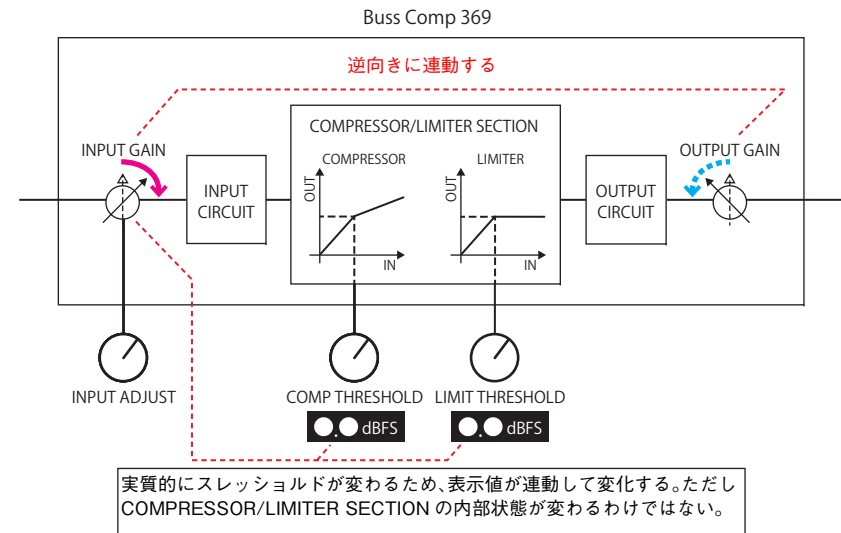 Buss Comp 369
逆向きに連動する
COMPRESSOR/LIMITER SECTION
INPUT GAIN
COMPRESSOR
LIMITER
OUTPUT GAIN
INPUT
CIRCUIT
OUT
IN
OUT
IN
OUTPUT
CIRCUIT
INPUT ADJUST
COMP THRESHOLD
LIMIT THRESHOLD
. dBFS
. dBFS
実質的にスレッショルドが変わるため、表示値が連動して変化する。ただし
COMPRESSOR/LIMITER SECTION の内部状態が変わるわけではない。